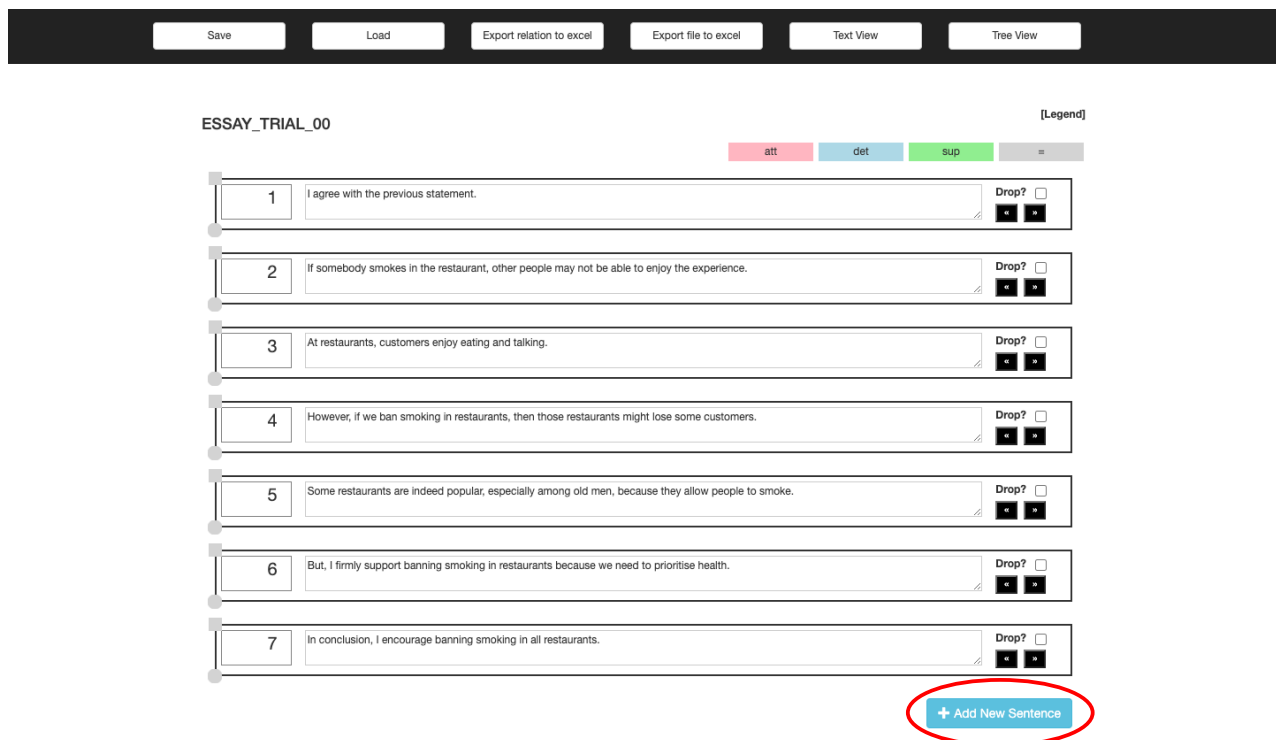 Save Load Export relation to excel Export file to excel Text View Tree View
[Legend]
ESSAY_TRIAL_00
att det sup =
1 I agree with the previous statement. Drop?
« »
2 If somebody smokes in the restaurant, other people may not be able to enjoy the experience. Drop?
« »
3 At restaurants, customers enjoy eating and talking. Drop?
« »
4 However, if we ban smoking in restaurants, then those restaurants might lose some customers. Drop?
« »
5 Some restaurants are indeed popular, especially among old men, because they allow people to smoke. Drop?
« »
6 But, I firmly support banning smoking in restaurants because we need to prioritise health. Drop?
« »
7 In conclusion, I encourage banning smoking in all restaurants. Drop?
« »
+ Add New Sentence